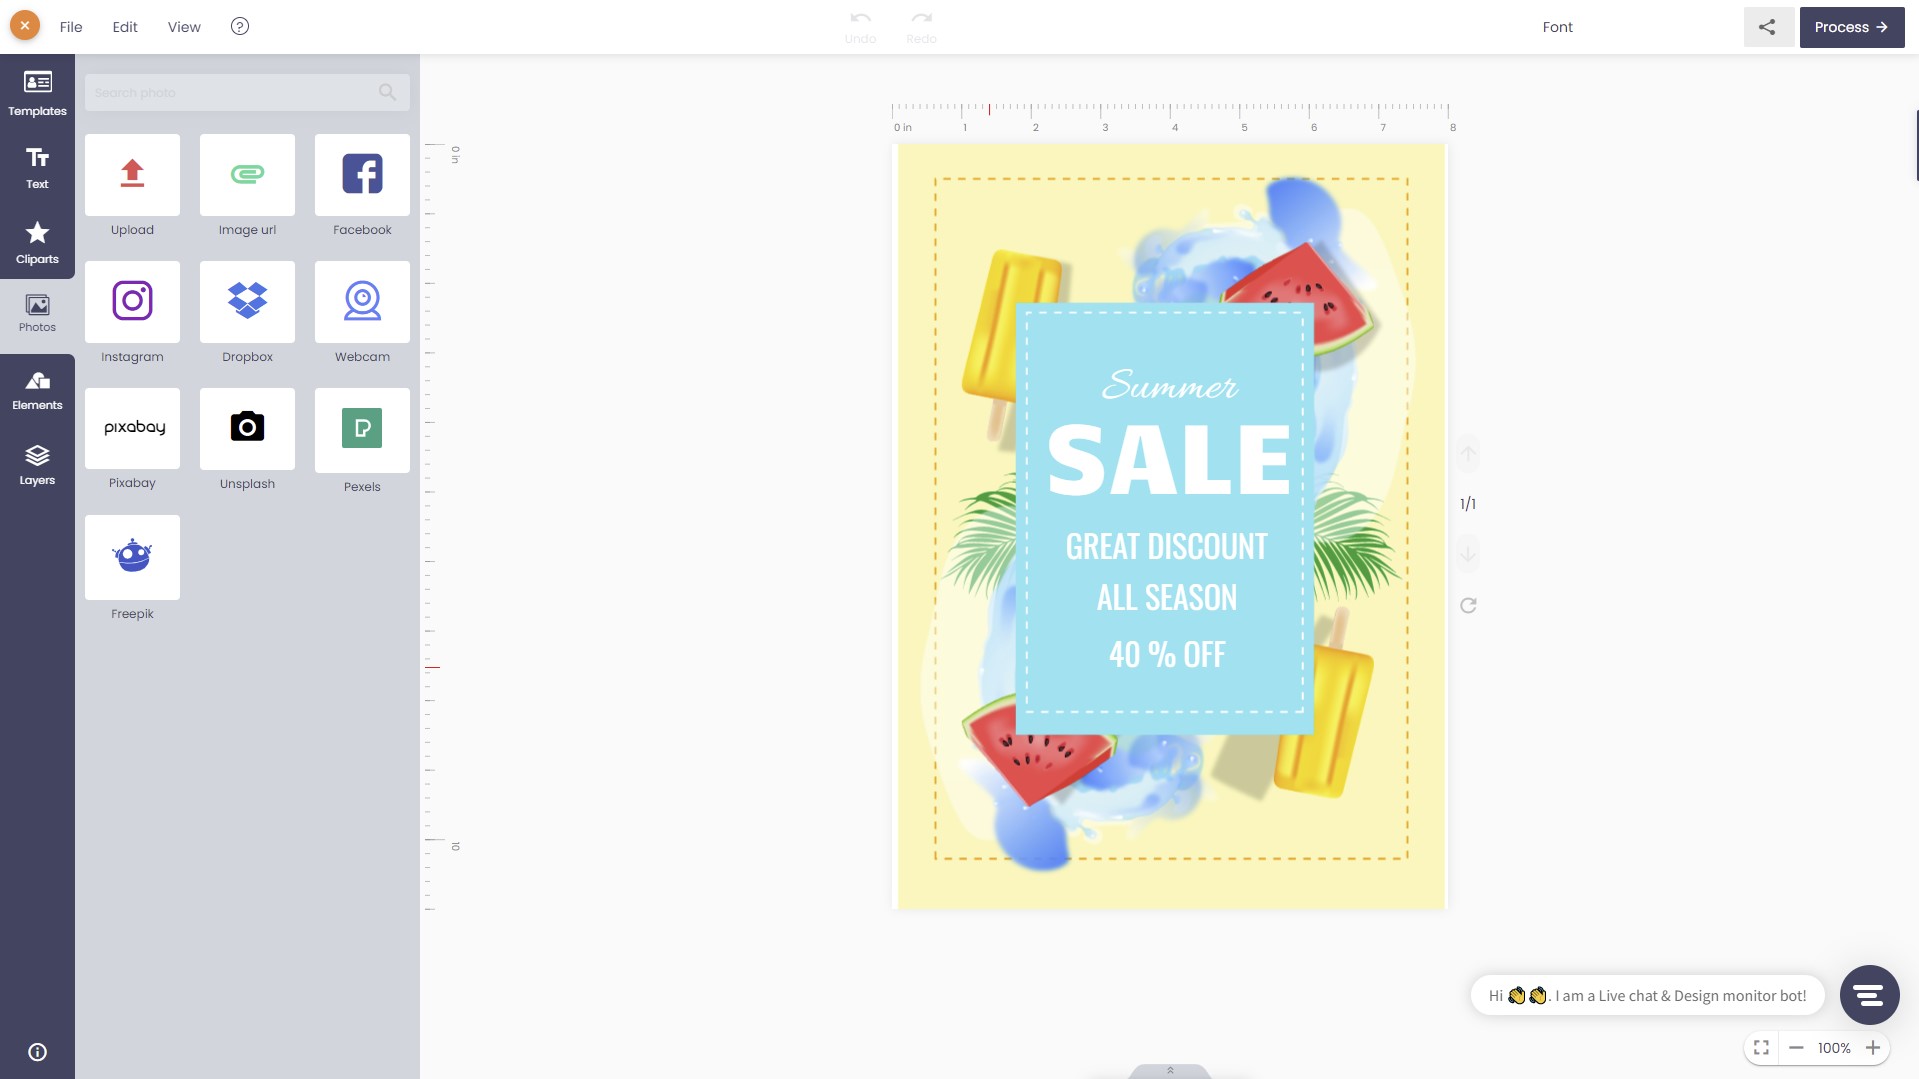 File Edit View ?
Undo Redo
Font
Process
Templates
Text
Cliparts
Photos
Elements
Layers
Search photo
Upload Image url Facebook
Instagram Dropbox Webcam
pixabay
Pixabay Unsplash Pexels
Freepik
0 in 1 2 3 4 5 6 7 8
0 in
10
Summer
SALE
GREAT DISCOUNT
ALL SEASON
40 % OFF
1/1
Hi 👋 👋. I am a Live chat & Design monitor bot!
100%